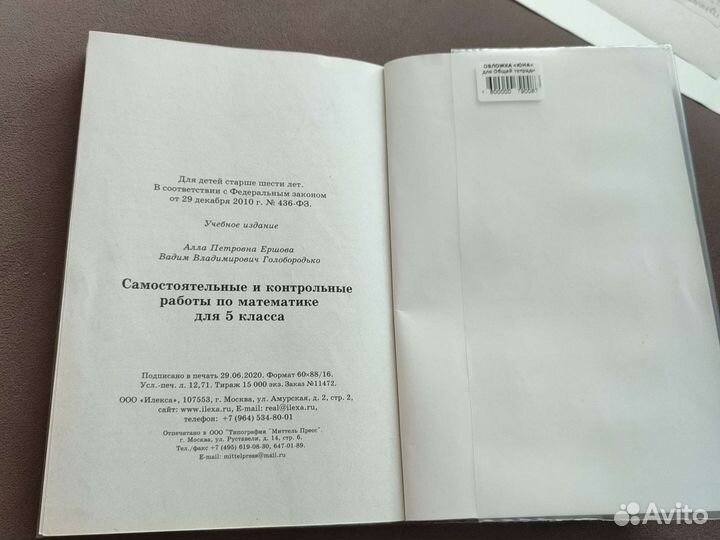 Для детей старше шести лет.
В соответствии с Федеральным законом
от 29 декабря 2010 г. № 436-ФЗ.
Учебное издание
Алла Петровна Ершова
Вадим Владимирович Голобородько
Самостоятельные и контрольные
работы по математике
для 5 класса
Подписано в печать 29.06.2020. Формат 60×88/16.
Усл.-печ. л. 12,71. Тираж 15 000 экз. Заказ №11472.
ООО «Илекса», 107553, г. Москва, ул. Амурская, д. 2, стр. 2,
сайт: www.ilexa.ru, E-mail: real@ilexa.ru,
телефон: +7 (964) 534-80-01
Отпечатано в ООО "Типография "Миттель Пресс".
г. Москва, ул. Руставели, д. 14, стр. 6.
Тел./факс +7 (495) 619-08-30, 647-01-89.
E-mail: mittelpress@mail.ru
ОБЛОЖКА «ЮНА»
для Общей тетради
Avito